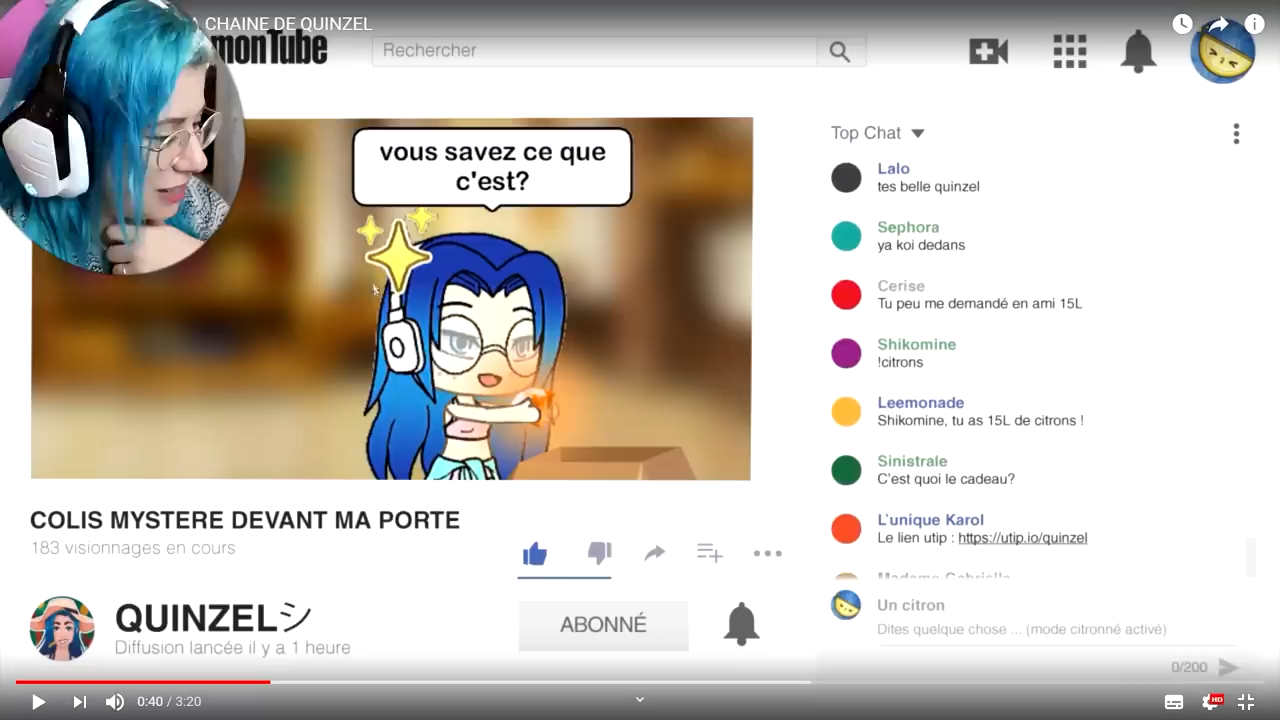 CHAINE DE QUINZEL
monTube
Rechercher
vous savez ce que
c'est?
Top Chat
Lalo
tes belle quinzel
Sephora
ya koi dedans
Cerise
Tu peu me demandé en ami 15L
Shikomine
!citrons
Leemonade
Shikomine, tu as 15L de citrons !
Sinistrale
C'est quoi le cadeau?
L'unique Karol
Le lien utip : https://utip.io/quinzel
Madame Gabrielle
Un citron
Dites quelque chose ... (mode citronné activé)
0/200
COLIS MYSTERE DEVANT MA PORTE
183 visionnages en cours
QUINZELシ
Diffusion lancée il y a 1 heure
ABONNÉ
0:40 / 3:20
HD